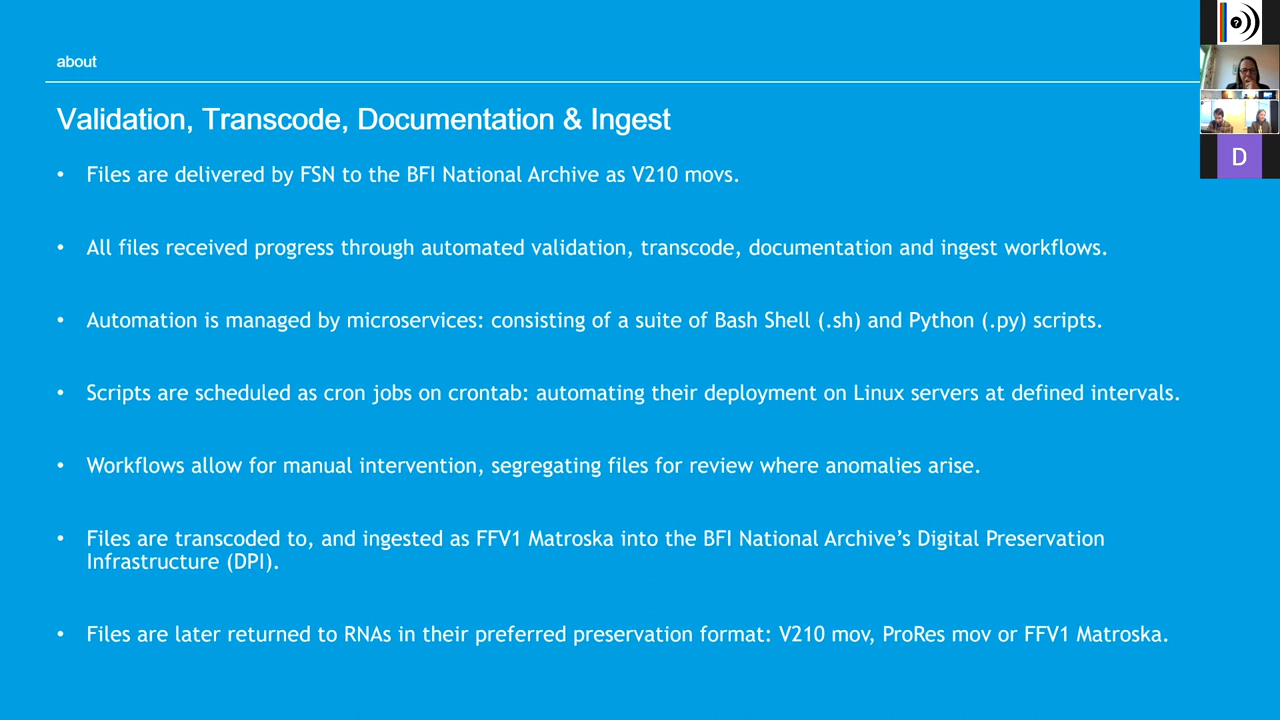 about
Validation, Transcode, Documentation & Ingest
• Files are delivered by FSN to the BFI National Archive as V210 movs.
• All files received progress through automated validation, transcode, documentation and ingest workflows.
• Automation is managed by microservices: consisting of a suite of Bash Shell (.sh) and Python (.py) scripts.
• Scripts are scheduled as cron jobs on crontab: automating their deployment on Linux servers at defined intervals.
• Workflows allow for manual intervention, segregating files for review where anomalies arise.
• Files are transcoded to, and ingested as FFV1 Matroska into the BFI National Archive’s Digital Preservation
Infrastructure (DPI).
• Files are later returned to RNAs in their preferred preservation format: V210 mov, ProRes mov or FFV1 Matroska.
?
D